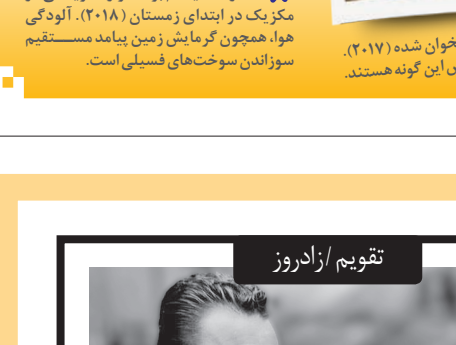 خوان شده (۲۰۱۷).
این گونه هستند.
مکزیک در ابتدای زمستان (۲۰۱۸). آلودگی
هوا، همچون گرمایش زمین پیامد مستقیم
سوزاندن سوخت‌های فسیلی است.
تقویم/زادروز